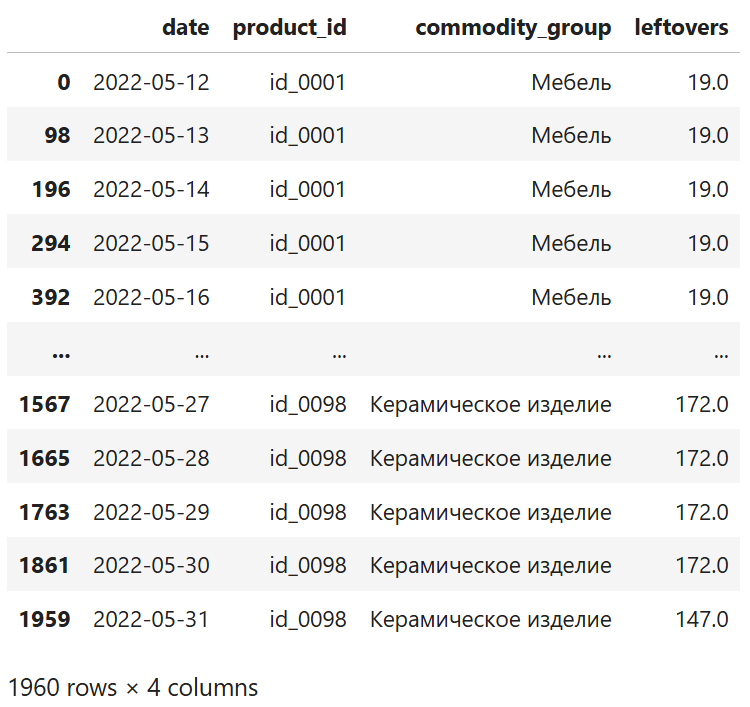 date product_id commodity_group leftovers
0 2022-05-12 id_0001 Мебель 19.0
98 2022-05-13 id_0001 Мебель 19.0
196 2022-05-14 id_0001 Мебель 19.0
294 2022-05-15 id_0001 Мебель 19.0
392 2022-05-16 id_0001 Мебель 19.0
... ... ... ... ...
1567 2022-05-27 id_0098 Керамическое изделие 172.0
1665 2022-05-28 id_0098 Керамическое изделие 172.0
1763 2022-05-29 id_0098 Керамическое изделие 172.0
1861 2022-05-30 id_0098 Керамическое изделие 172.0
1959 2022-05-31 id_0098 Керамическое изделие 147.0
1960 rows × 4 columns